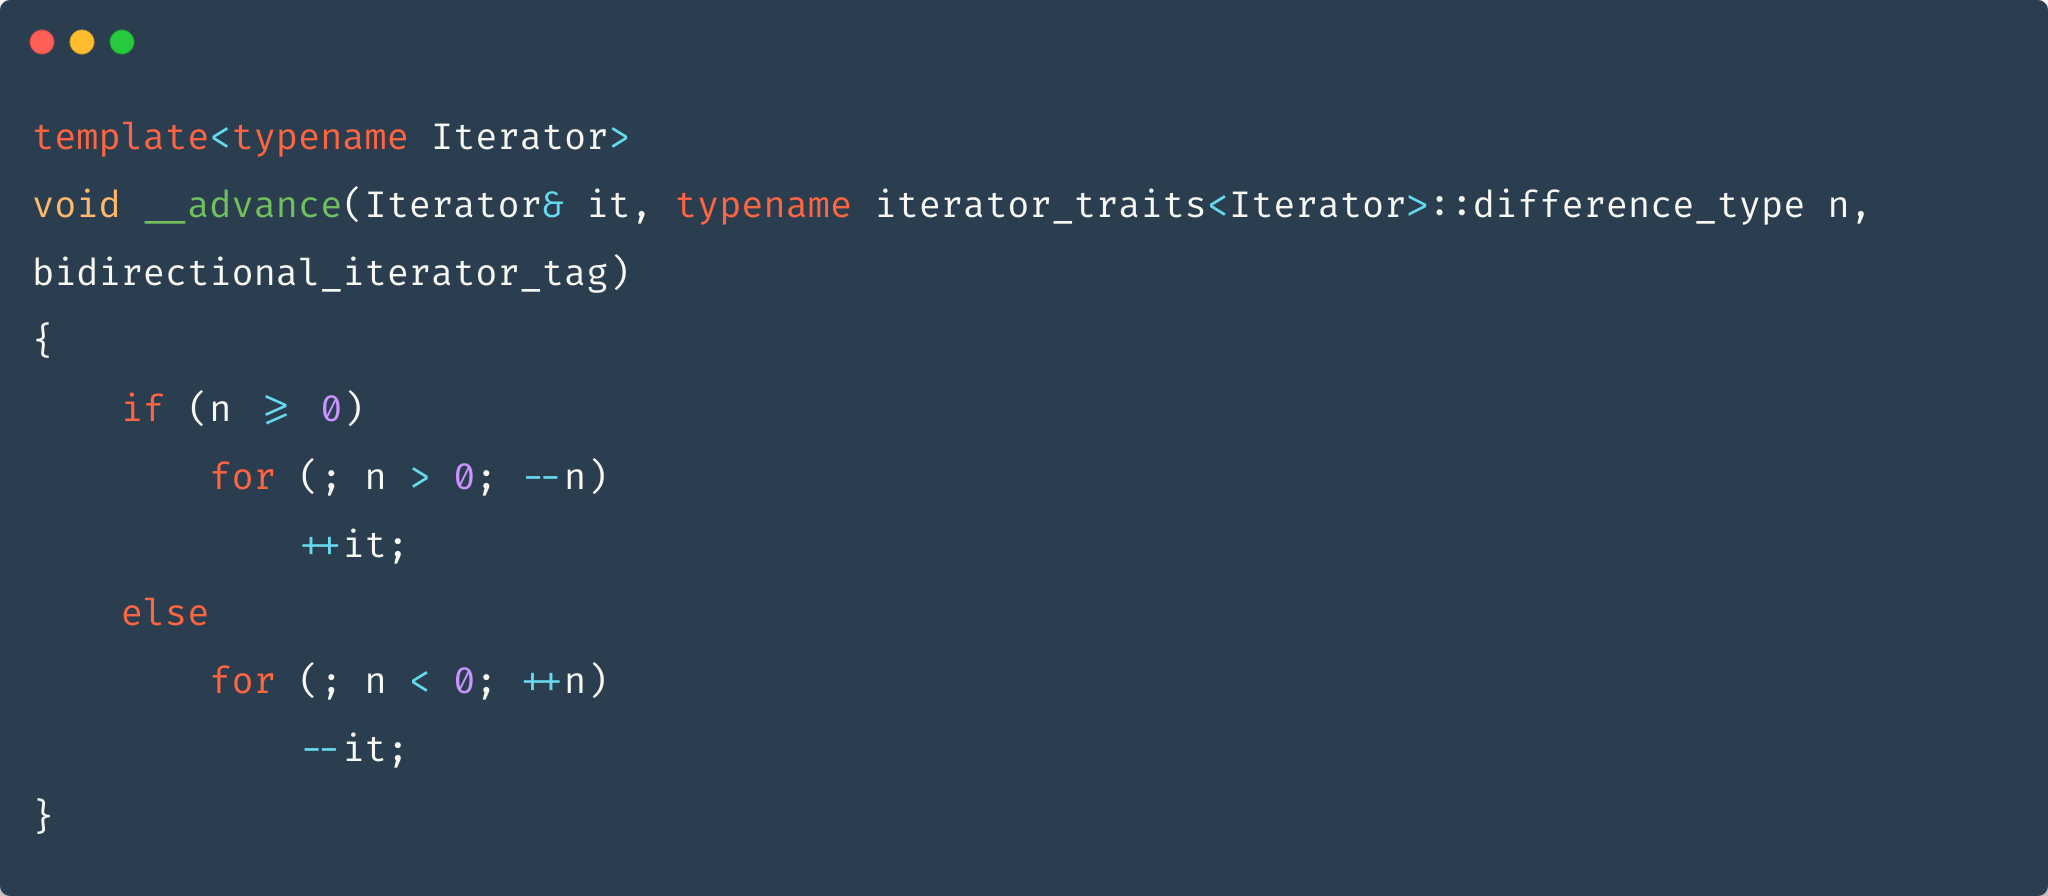 template<typename Iterator>
void __advance(Iterator& it, typename iterator_traits<Iterator>::difference_type n,
bidirectional_iterator_tag)
{
    if (n >= 0)
        for (; n > 0; --n)
            ++it;
    else
        for (; n < 0; ++n)
            --it;
}